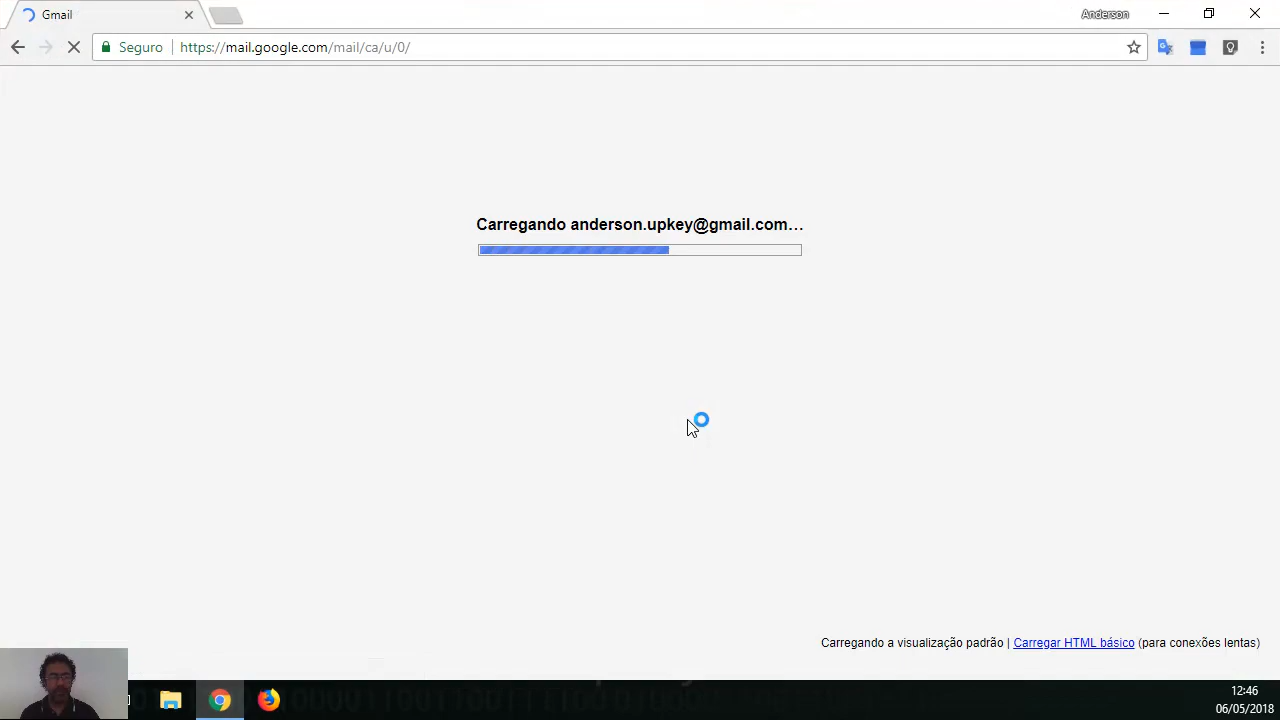 Gmail
Anderson
Seguro
https://mail.google.com/mail/ca/u/0/
Carregando anderson.upkey@gmail.com…
Carregando a visualização padrão | Carregar HTML básico (para conexões lentas)
12:46
06/05/2018